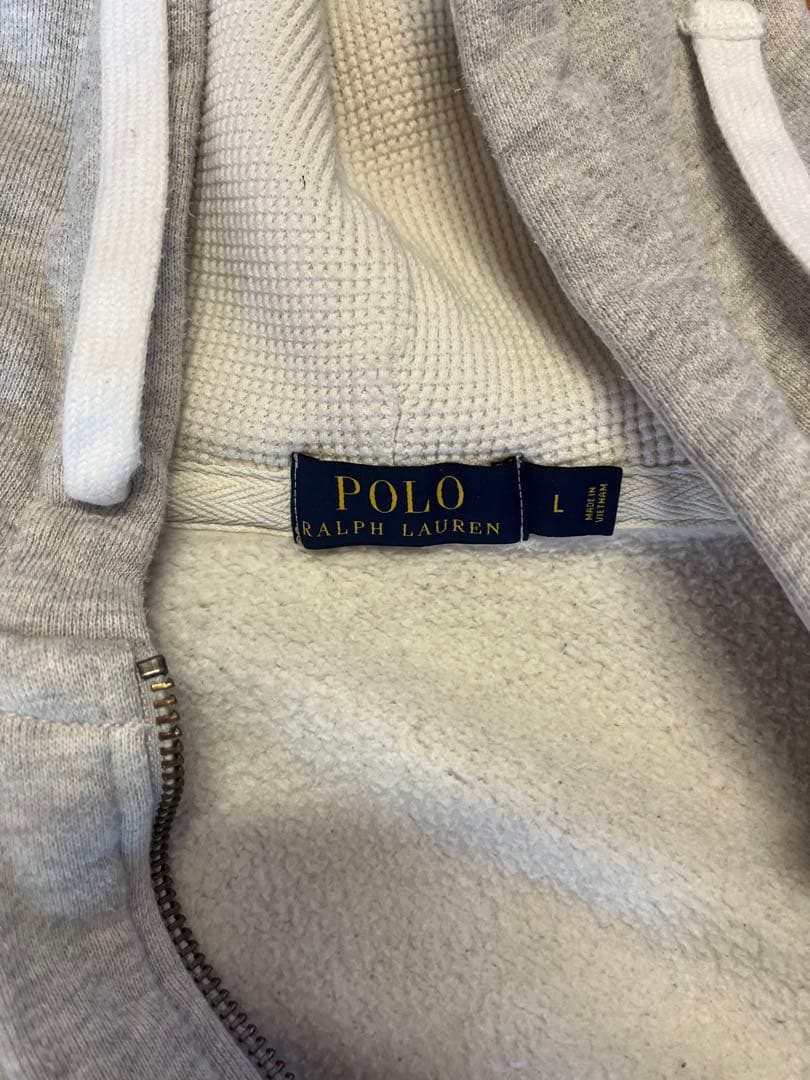 POLO
RALPH LAUREN
L
MADE IN
VIETNAM